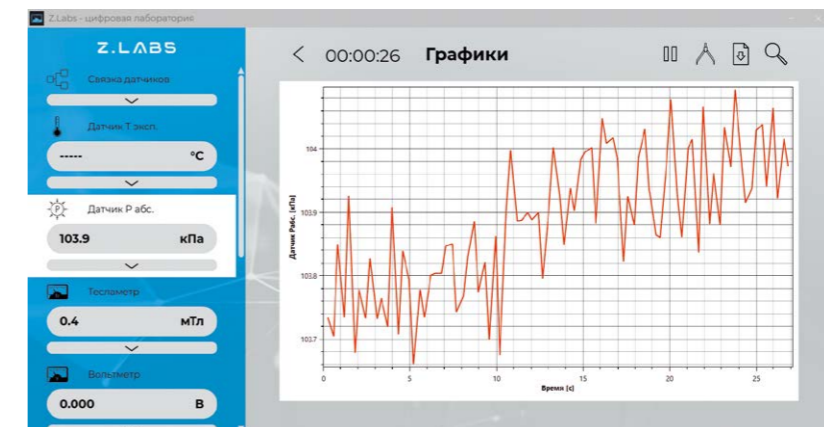 Z.Labs - цифровая лаборатория
Z.LABS
Связка датчиков
Датчик Т эксп.
-----
°C
Датчик Р абс.
103.9
кПа
Тесламетр
0.4
мТл
Вольтметр
0.000
В
00:00:26
Графики
Датчик Рабс. [кПа]
104
103.9
103.8
103.7
0
5
10
15
20
25
Время [с]